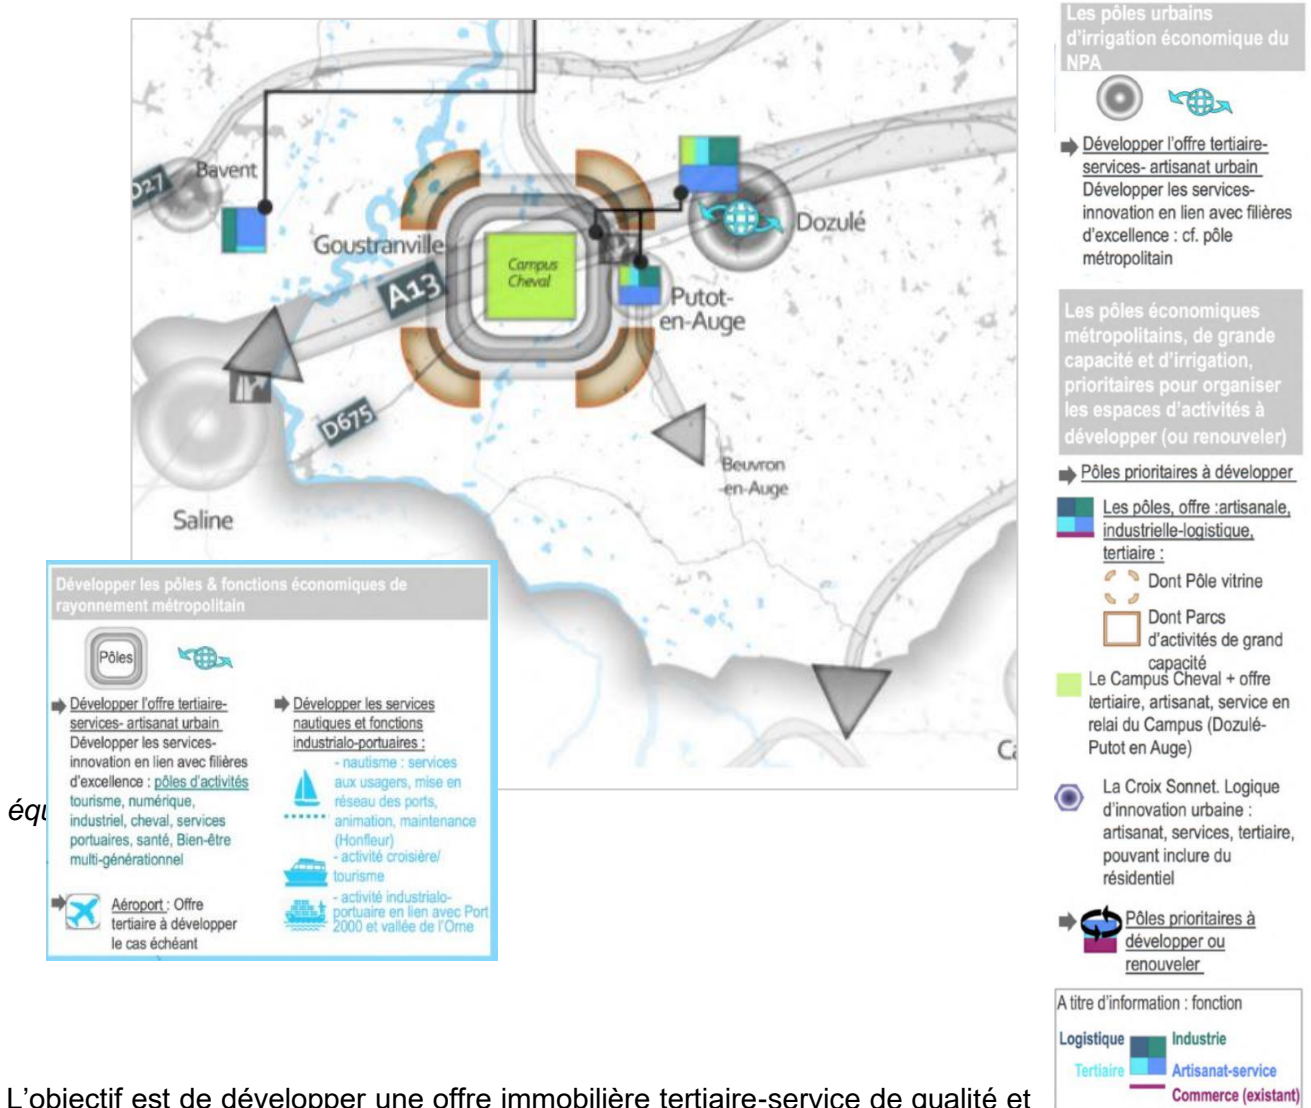 Bavent
D27
Goustranville
A13
Campus
Cheval
Dozulé
Putot-
en-Auge
D675
Beuvron
-en-Auge
Saline
Développer les pôles & fonctions économiques de
rayonnement métropolitain
Pôles
Développer l'offre tertiaire-
services- artisanat urbain
Développer les services-
innovation en lien avec filières
d'excellence : pôles d'activités
tourisme, numérique,
industriel, cheval, services
portuaires, santé, Bien-être
multi-générationnel
Aéroport : Offre
tertiaire à développer
le cas échéant
Développer les services
nautiques et fonctions
industrialo-portuaires :
- nautisme : services
aux usagers, mise en
réseau des ports,
animation, maintenance
(Honfleur)
- activité croisière/
tourisme
- activité industrialo-
portuaire en lien avec Port
2000 et vallée de l'Orne
Les pôles urbains
d'irrigation économique du
NPA
Développer l'offre tertiaire-
services- artisanat urbain
Développer les services-
innovation en lien avec filières
d'excellence : cf. pôle
métropolitain
Les pôles économiques
métropolitains, de grande
capacité et d'irrigation,
prioritaires pour organiser
les espaces d'activités à
développer (ou renouveler)
Pôles prioritaires à développer
Les pôles, offre :artisanale,
industrielle-logistique,
tertiaire :
Dont Pôle vitrine
Dont Parcs
d'activités de grand
capacité
Le Campus Cheval + offre
tertiaire, artisanat, service en
relai du Campus (Dozulé-
Putot en Auge)
La Croix Sonnet. Logique
d'innovation urbaine :
artisanat, services, tertiaire,
pouvant inclure du
résidentiel
Pôles prioritaires à
développer ou
renouveler
A titre d'information : fonction
Logistique Industrie
Tertiaire Artisanat-service
Commerce (existant)
L'objectif est de développer une offre immobilière tertiaire-service de qualité et